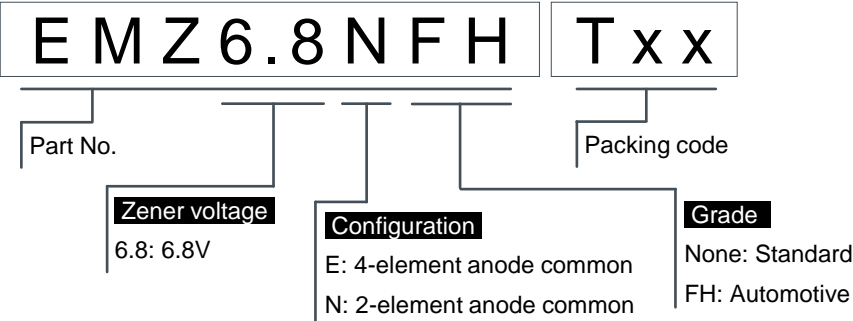 EMZ6.8NFH Txx
Part No.
Packing code
Zener voltage
6.8: 6.8V
Configuration
E: 4-element anode common
N: 2-element anode common
Grade
None: Standard
FH: Automotive